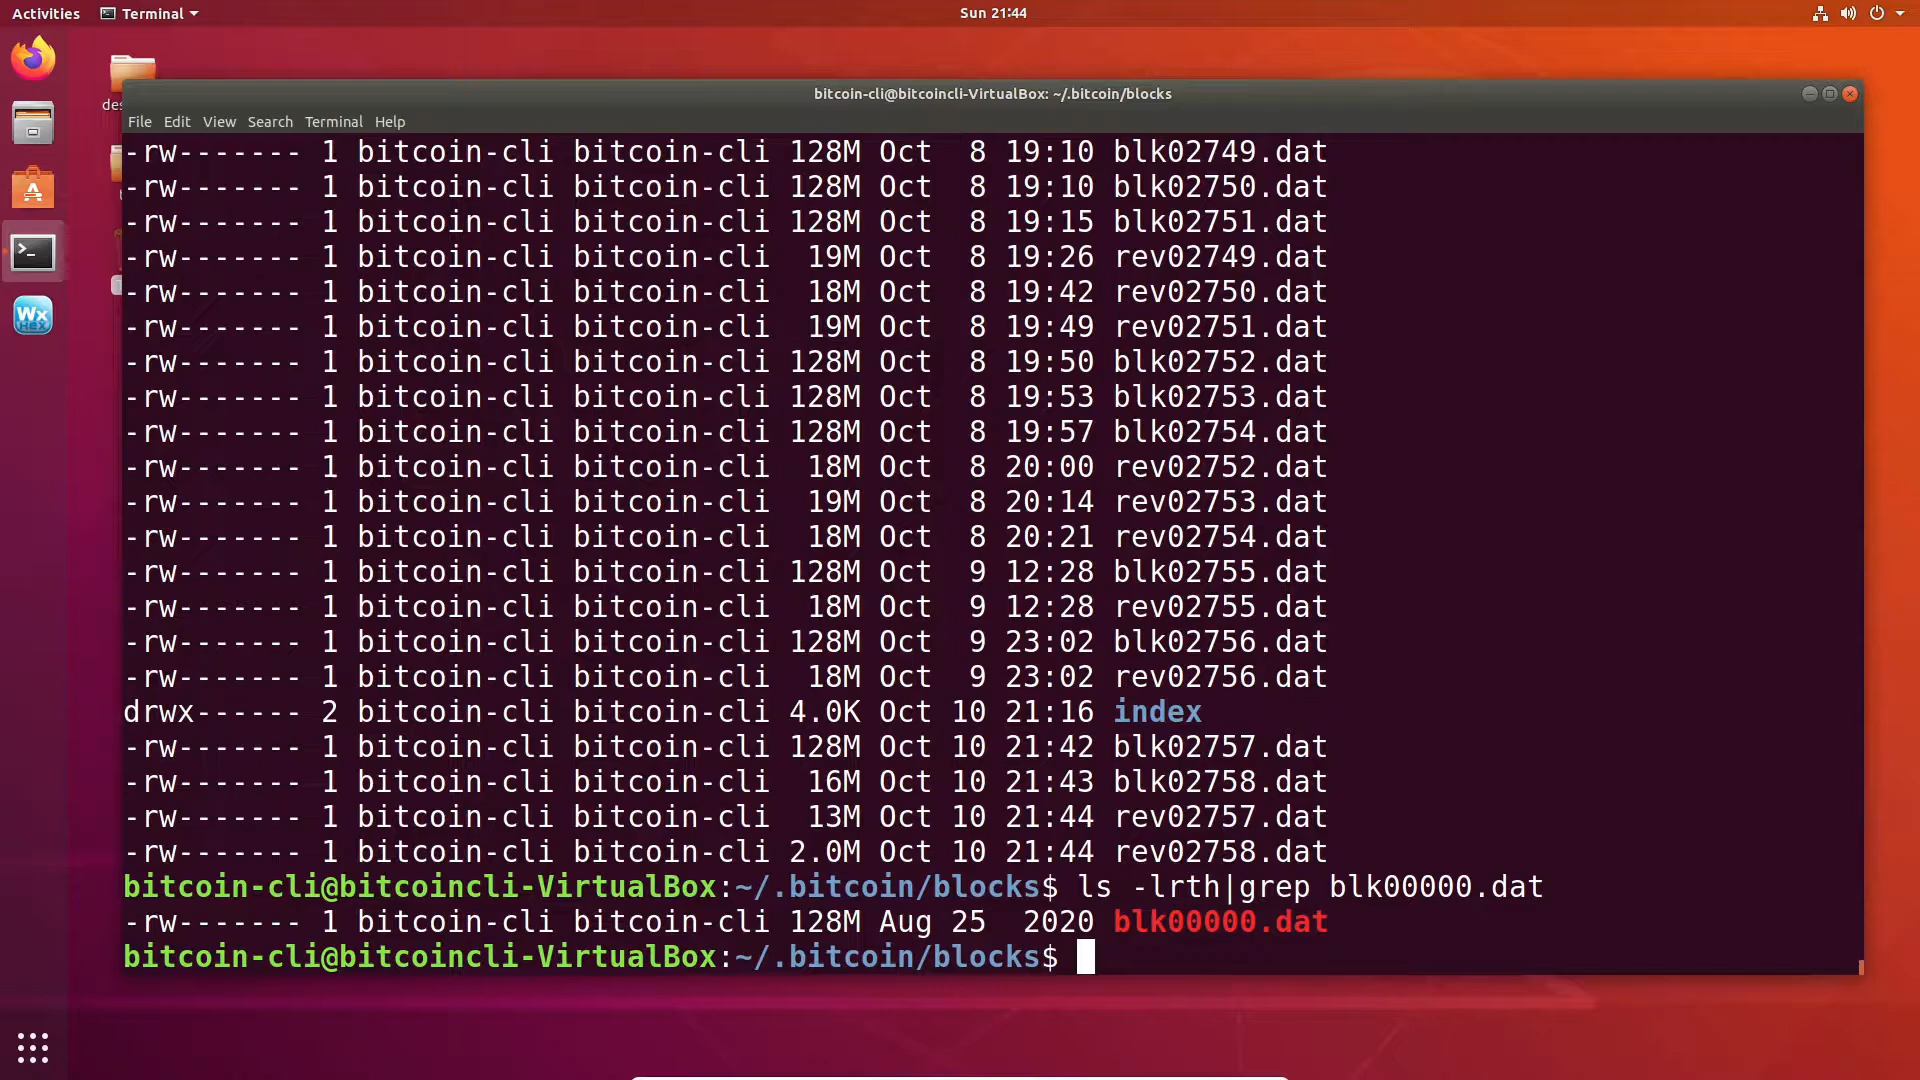 Activities Terminal Sun 21:44
des
bitcoin-cli@bitcoincli-VirtualBox: ~/.bitcoin/blocks
File Edit View Search Terminal Help
-rw------- 1 bitcoin-cli bitcoin-cli 128M Oct  8 19:10 blk02749.dat
-rw------- 1 bitcoin-cli bitcoin-cli 128M Oct  8 19:10 blk02750.dat
-rw------- 1 bitcoin-cli bitcoin-cli 128M Oct  8 19:15 blk02751.dat
-rw------- 1 bitcoin-cli bitcoin-cli  19M Oct  8 19:26 rev02749.dat
-rw------- 1 bitcoin-cli bitcoin-cli  18M Oct  8 19:42 rev02750.dat
-rw------- 1 bitcoin-cli bitcoin-cli  19M Oct  8 19:49 rev02751.dat
-rw------- 1 bitcoin-cli bitcoin-cli 128M Oct  8 19:50 blk02752.dat
-rw------- 1 bitcoin-cli bitcoin-cli 128M Oct  8 19:53 blk02753.dat
-rw------- 1 bitcoin-cli bitcoin-cli 128M Oct  8 19:57 blk02754.dat
-rw------- 1 bitcoin-cli bitcoin-cli  18M Oct  8 20:00 rev02752.dat
-rw------- 1 bitcoin-cli bitcoin-cli  19M Oct  8 20:14 rev02753.dat
-rw------- 1 bitcoin-cli bitcoin-cli  18M Oct  8 20:21 rev02754.dat
-rw------- 1 bitcoin-cli bitcoin-cli 128M Oct  9 12:28 blk02755.dat
-rw------- 1 bitcoin-cli bitcoin-cli  18M Oct  9 12:28 rev02755.dat
-rw------- 1 bitcoin-cli bitcoin-cli 128M Oct  9 23:02 blk02756.dat
-rw------- 1 bitcoin-cli bitcoin-cli  18M Oct  9 23:02 rev02756.dat
drwx------ 2 bitcoin-cli bitcoin-cli 4.0K Oct 10 21:16 index
-rw------- 1 bitcoin-cli bitcoin-cli 128M Oct 10 21:42 blk02757.dat
-rw------- 1 bitcoin-cli bitcoin-cli  16M Oct 10 21:43 blk02758.dat
-rw------- 1 bitcoin-cli bitcoin-cli  13M Oct 10 21:44 rev02757.dat
-rw------- 1 bitcoin-cli bitcoin-cli 2.0M Oct 10 21:44 rev02758.dat
bitcoin-cli@bitcoincli-VirtualBox:~/.bitcoin/blocks$ ls -lrth|grep blk00000.dat
-rw------- 1 bitcoin-cli bitcoin-cli 128M Aug 25  2020 blk00000.dat
bitcoin-cli@bitcoincli-VirtualBox:~/.bitcoin/blocks$
Wx
HEX